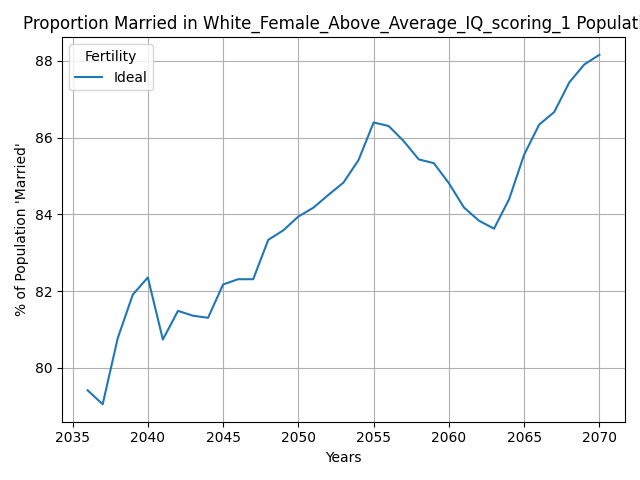 Proportion Married in White_Female_Above_Average_IQ_scoring_1 Populati
Fertility
Ideal
% of Population 'Married'
88
86
84
82
80
2035 2040 2045 2050 2055 2060 2065 2070
Years